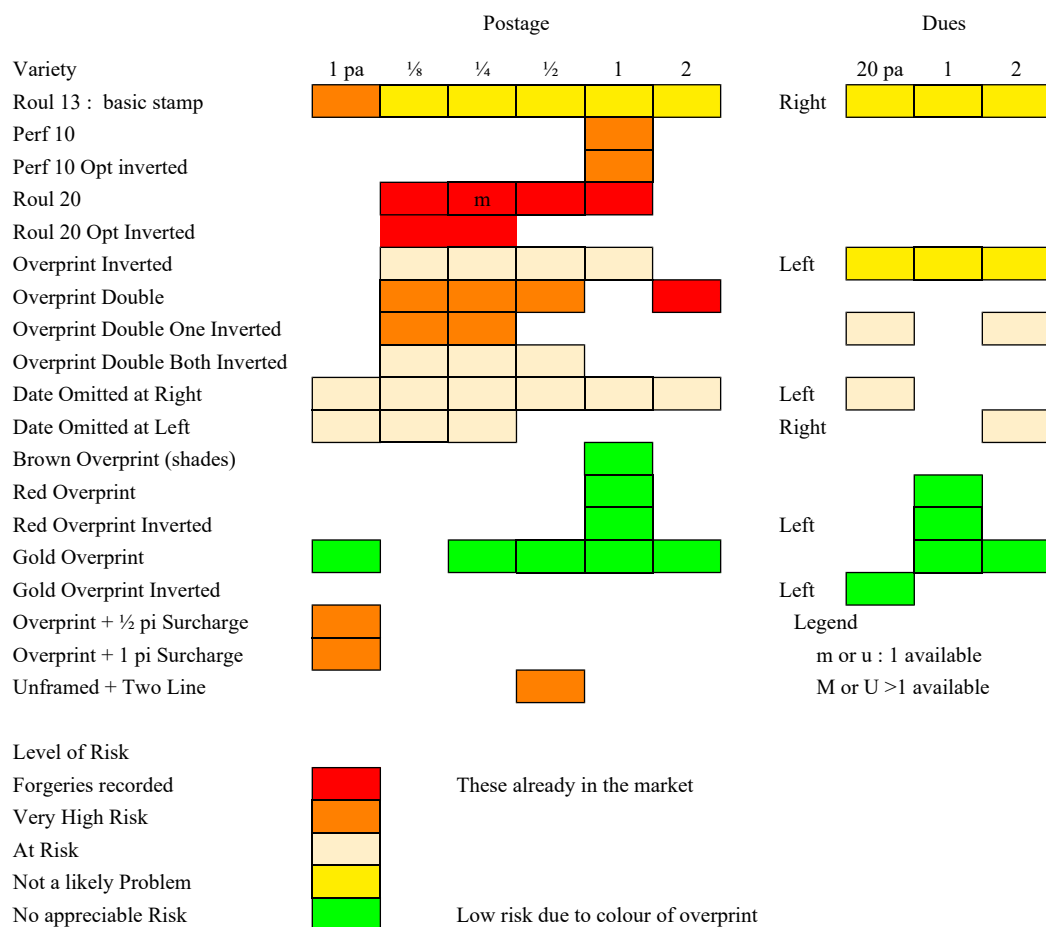 Postage Dues
Variety 1 pa ⅛ ¼ ½ 1 2 20 pa 1 2
Roul 13 : basic stamp Right
Perf 10
Perf 10 Opt inverted
Roul 20 m
Roul 20 Opt Inverted
Overprint Inverted Left
Overprint Double
Overprint Double One Inverted
Overprint Double Both Inverted
Date Omitted at Right Left
Date Omitted at Left Right
Brown Overprint (shades)
Red Overprint
Red Overprint Inverted Left
Gold Overprint
Gold Overprint Inverted Left
Overprint + ½ pi Surcharge Legend
Overprint + 1 pi Surcharge m or u : 1 available
Unframed + Two Line M or U >1 available
Level of Risk
Forgeries recorded These already in the market
Very High Risk
At Risk
Not a likely Problem
No appreciable Risk Low risk due to colour of overprint